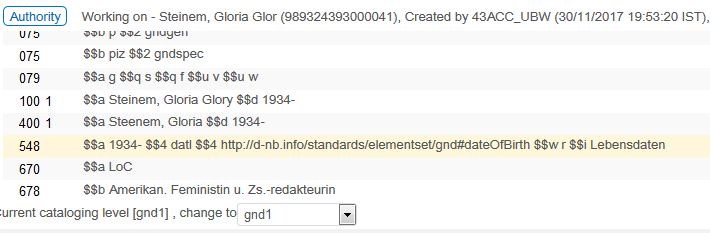 Authority Working on - Steinem, Gloria Glor (989324393000041), Created by 43ACC_UBW (30/11/2017 19:53:20 IST),
075 $$b p $$2 gndgen
075 $$b piz $$2 gndspec
079 $$a g $$q s $$q f $$u v $$u w
100 1 $$a Steinem, Gloria Glory $$d 1934-
400 1 $$a Steenem, Gloria $$d 1934-
548 $$a 1934- $$4 datl $$4 http://d-nb.info/standards/elementset/gnd#dateOfBirth $$w r $$i Lebensdaten
670 $$a LoC
678 $$b Amerikan. Feministin u. Zs.-redakteurin
urrent cataloging level [gnd1] , change to gnd1